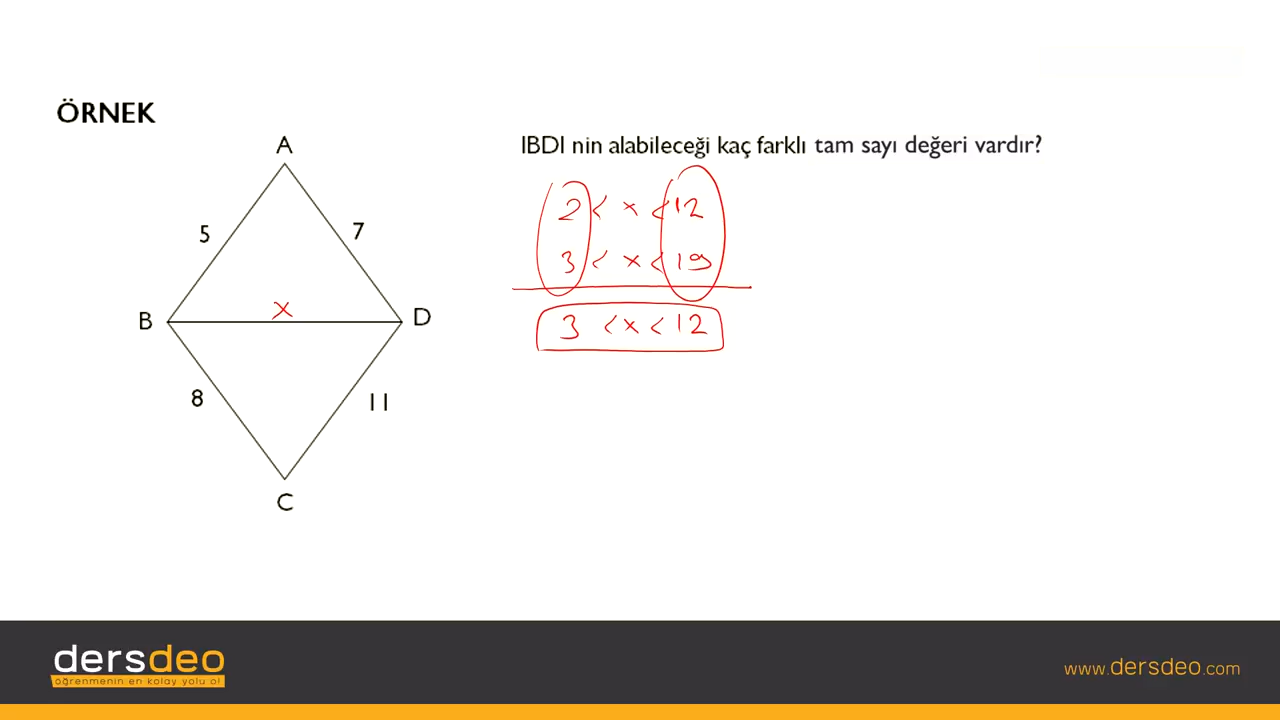 ÖRNEK
A
IBDI nin alabileceği kaç farklı tam sayı değeri vardır?
2 < x < 12
5
7
3 < x < 19
x
B
D
3 < x < 12
8
11
C
dersdeo
öğrenmenin en kolay yolu o!
www.dersdeo.com